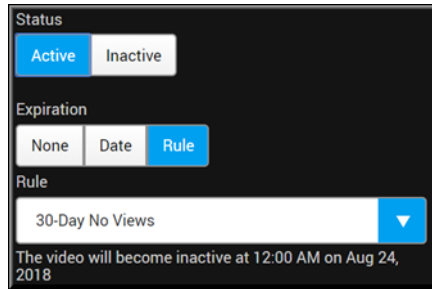 Status
Active Inactive
Expiration
None Date Rule
Rule
30-Day No Views
The video will become inactive at 12:00 AM on Aug 24,
2018